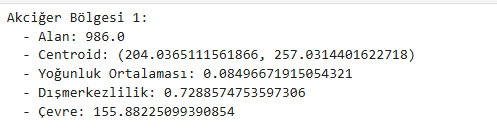 Akciğer Bölgesi 1:
- Alan: 986.0
- Centroid: (204.0365111561866, 257.0314401622718)
- Yoğunluk Ortalaması: 0.08496671915054321
- Dışmerkezlilik: 0.7288574753597306
- Çevre: 155.88225099390854